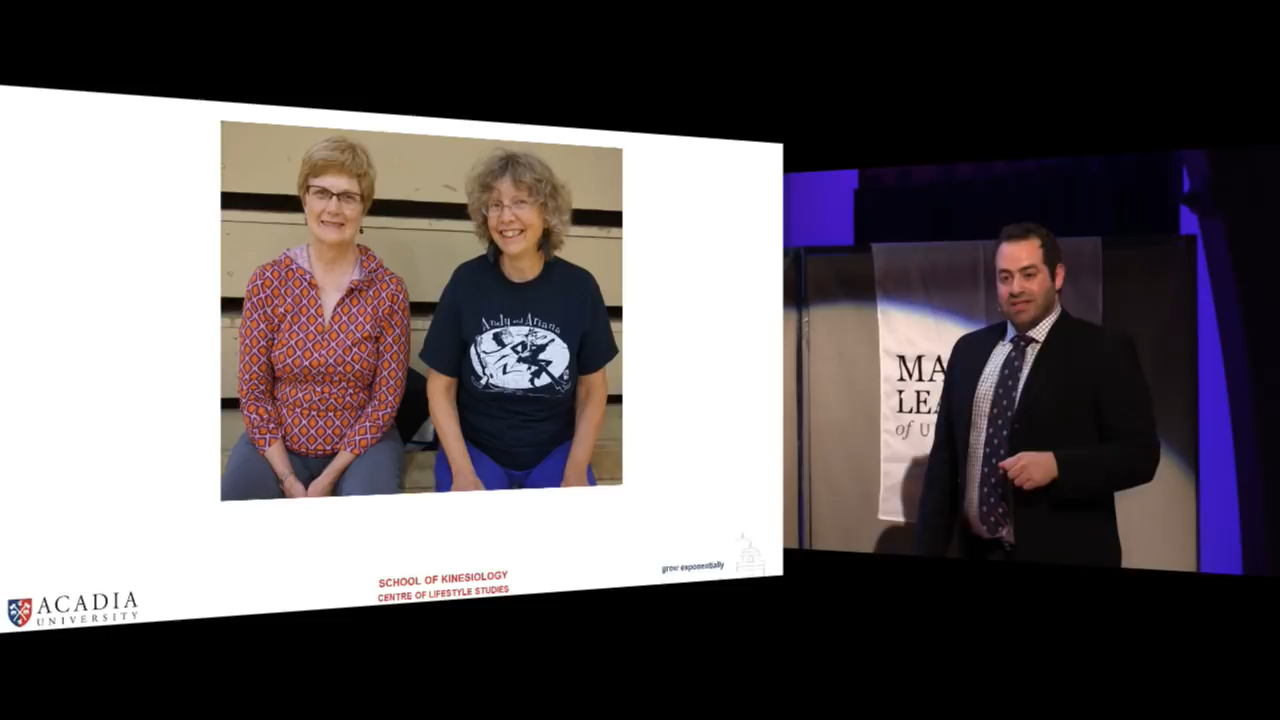 Andy and Ariana
SCHOOL OF KINESIOLOGY
CENTRE OF LIFESTYLE STUDIES
grow exponentially
ACADIA
UNIVERSITY
MA
LEA
of U